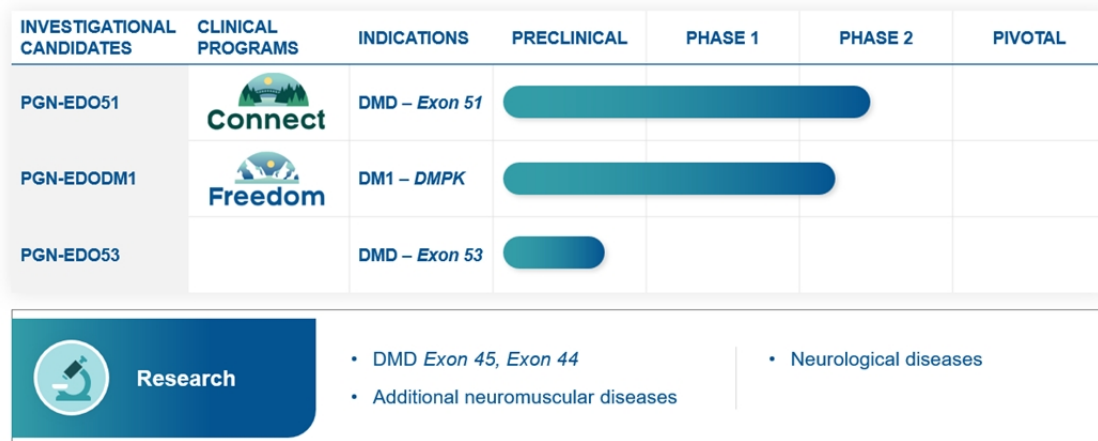 INVESTIGATIONAL CANDIDATES
CLINICAL PROGRAMS
INDICATIONS
PRECLINICAL
PHASE 1
PHASE 2
PIVOTAL
PGN-EDO51
Connect
DMD – Exon 51
PGN-EDODM1
Freedom
DM1 – DMPK
PGN-EDO53
DMD – Exon 53
Research
• DMD Exon 45, Exon 44
• Additional neuromuscular diseases
• Neurological diseases